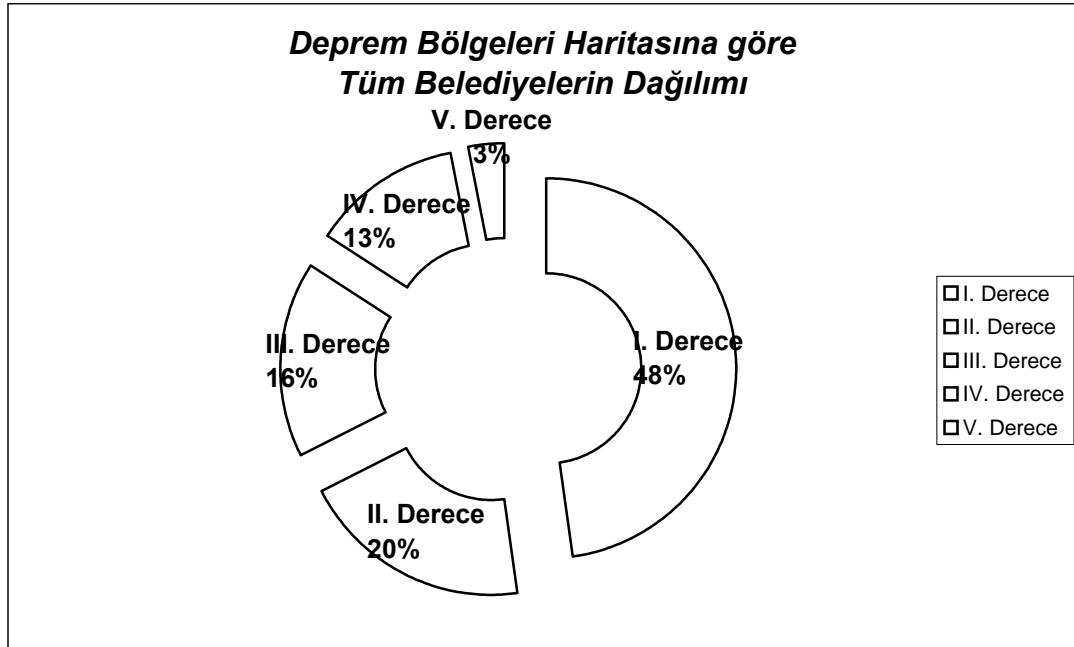 Deprem Bölgeleri Haritasına göre
Tüm Belediyelerin Dağılımı
V. Derece
3%
IV. Derece
13%
III. Derece
16%
I. Derece
48%
II. Derece
20%
I. Derece
II. Derece
III. Derece
IV. Derece
V. Derece